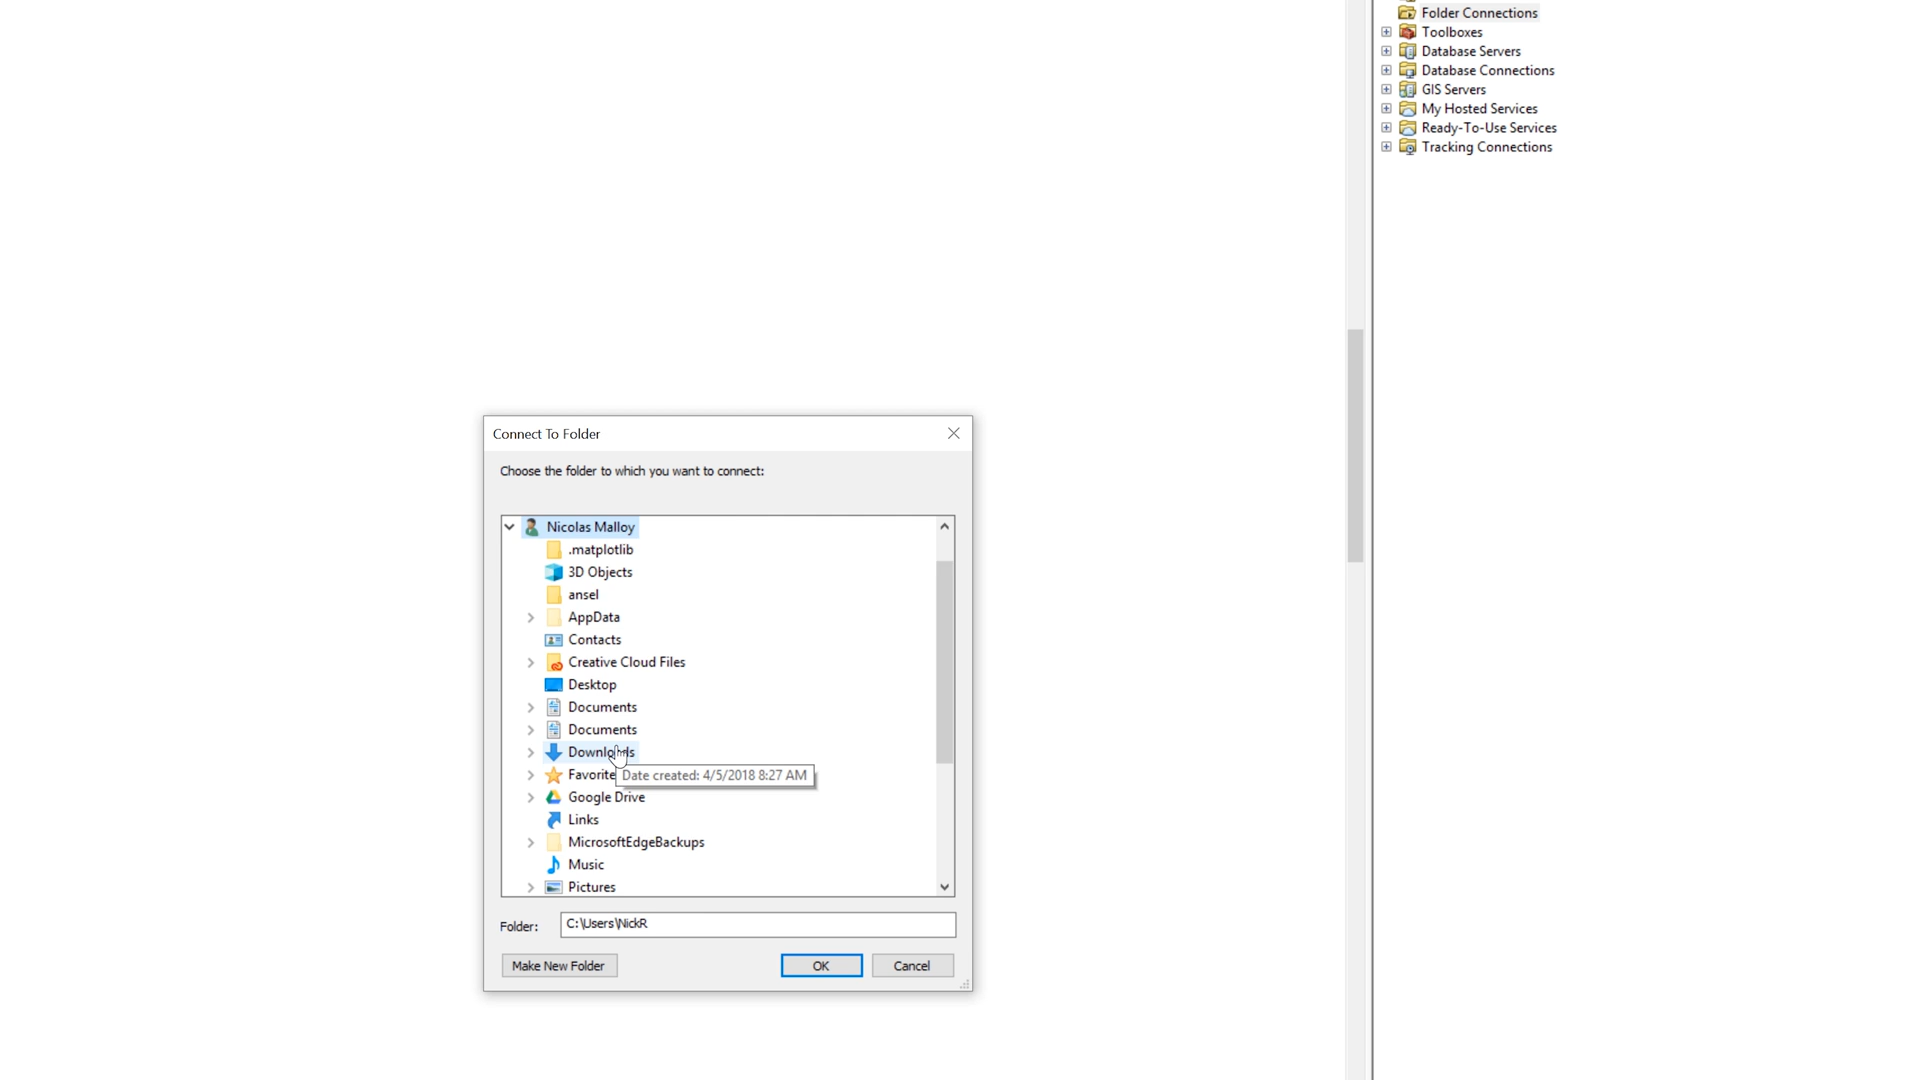 Folder Connections
Toolboxes
Database Servers
Database Connections
GIS Servers
My Hosted Services
Ready-To-Use Services
Tracking Connections
Connect To Folder
Choose the folder to which you want to connect:
Nicolas Malloy
.matplotlib
3D Objects
ansel
AppData
Contacts
Creative Cloud Files
Desktop
Documents
Documents
Downloads
Favorite
Date created: 4/5/2018 8:27 AM
Google Drive
Links
MicrosoftEdgeBackups
Music
Pictures
Folder: C:\Users\NickR
Make New Folder OK Cancel